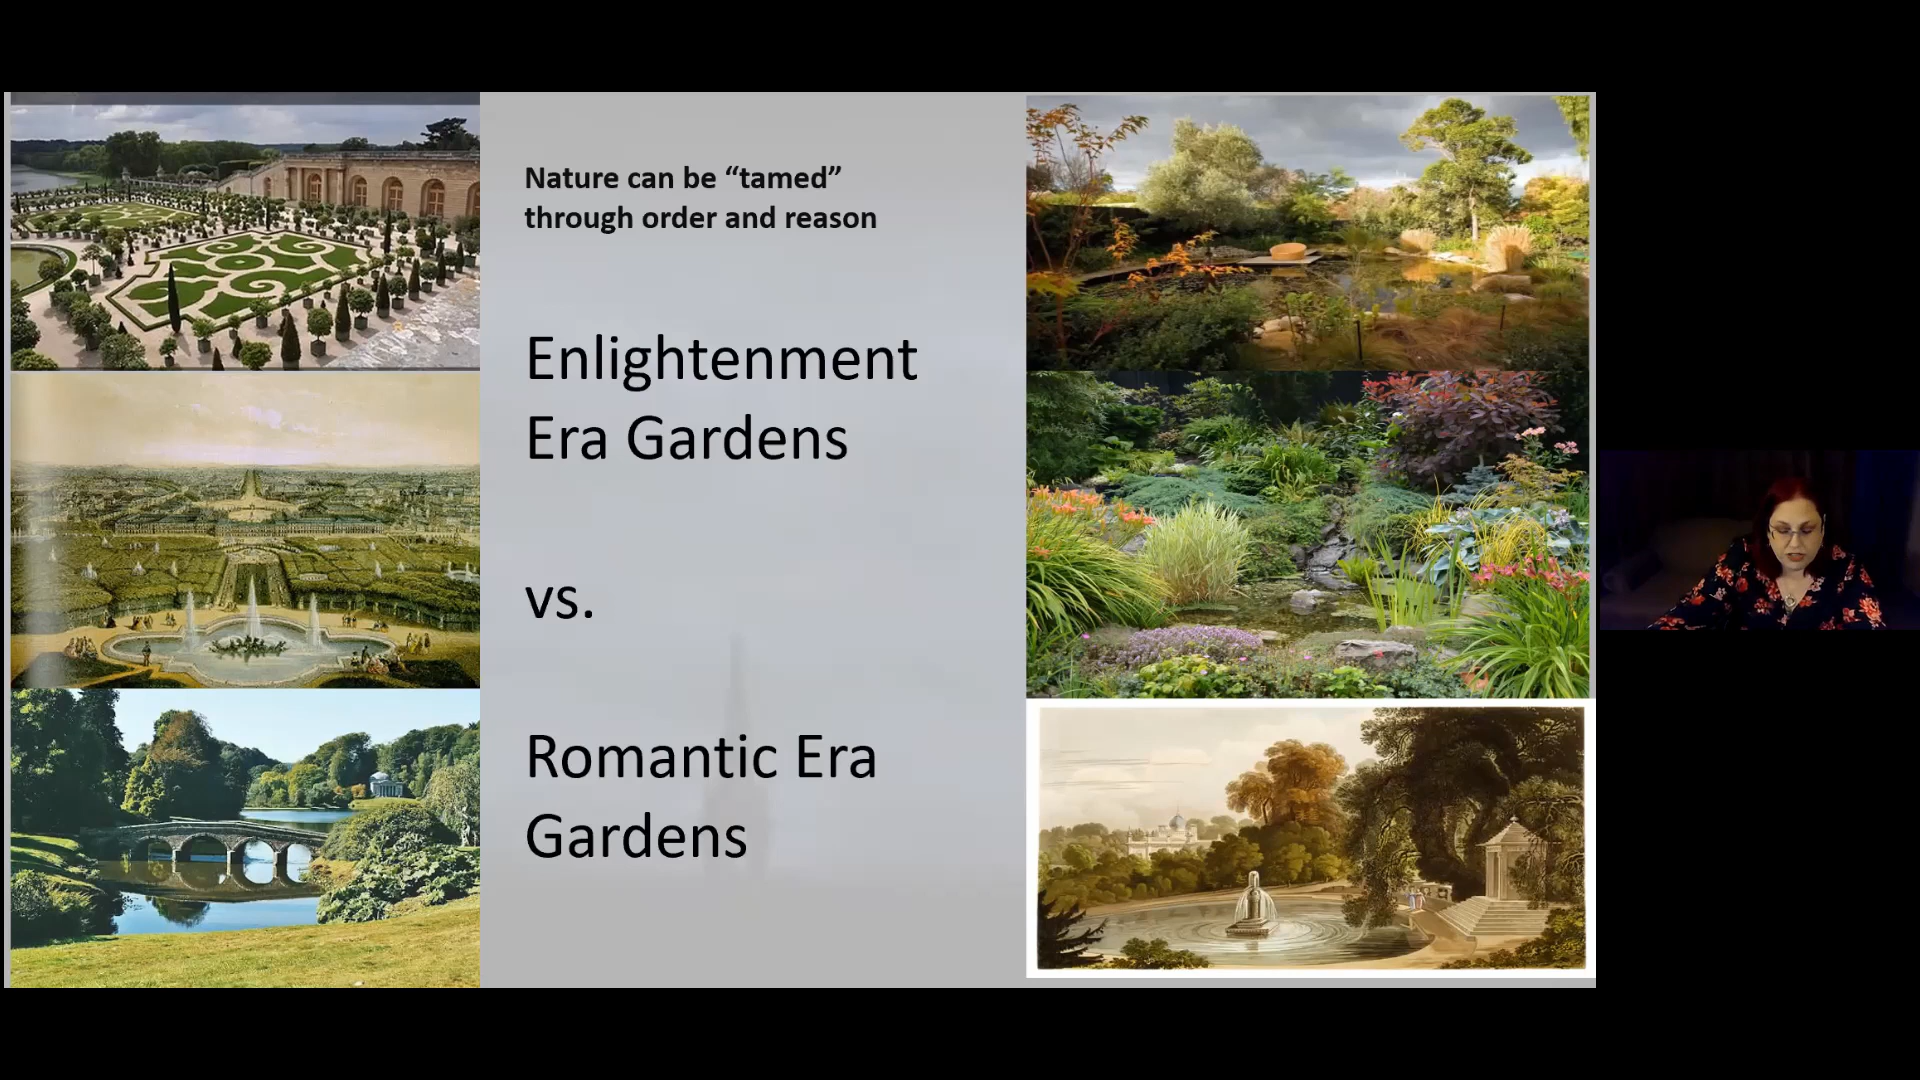 Nature can be “tamed”
through order and reason
Enlightenment
Era Gardens
vs.
Romantic Era
Gardens